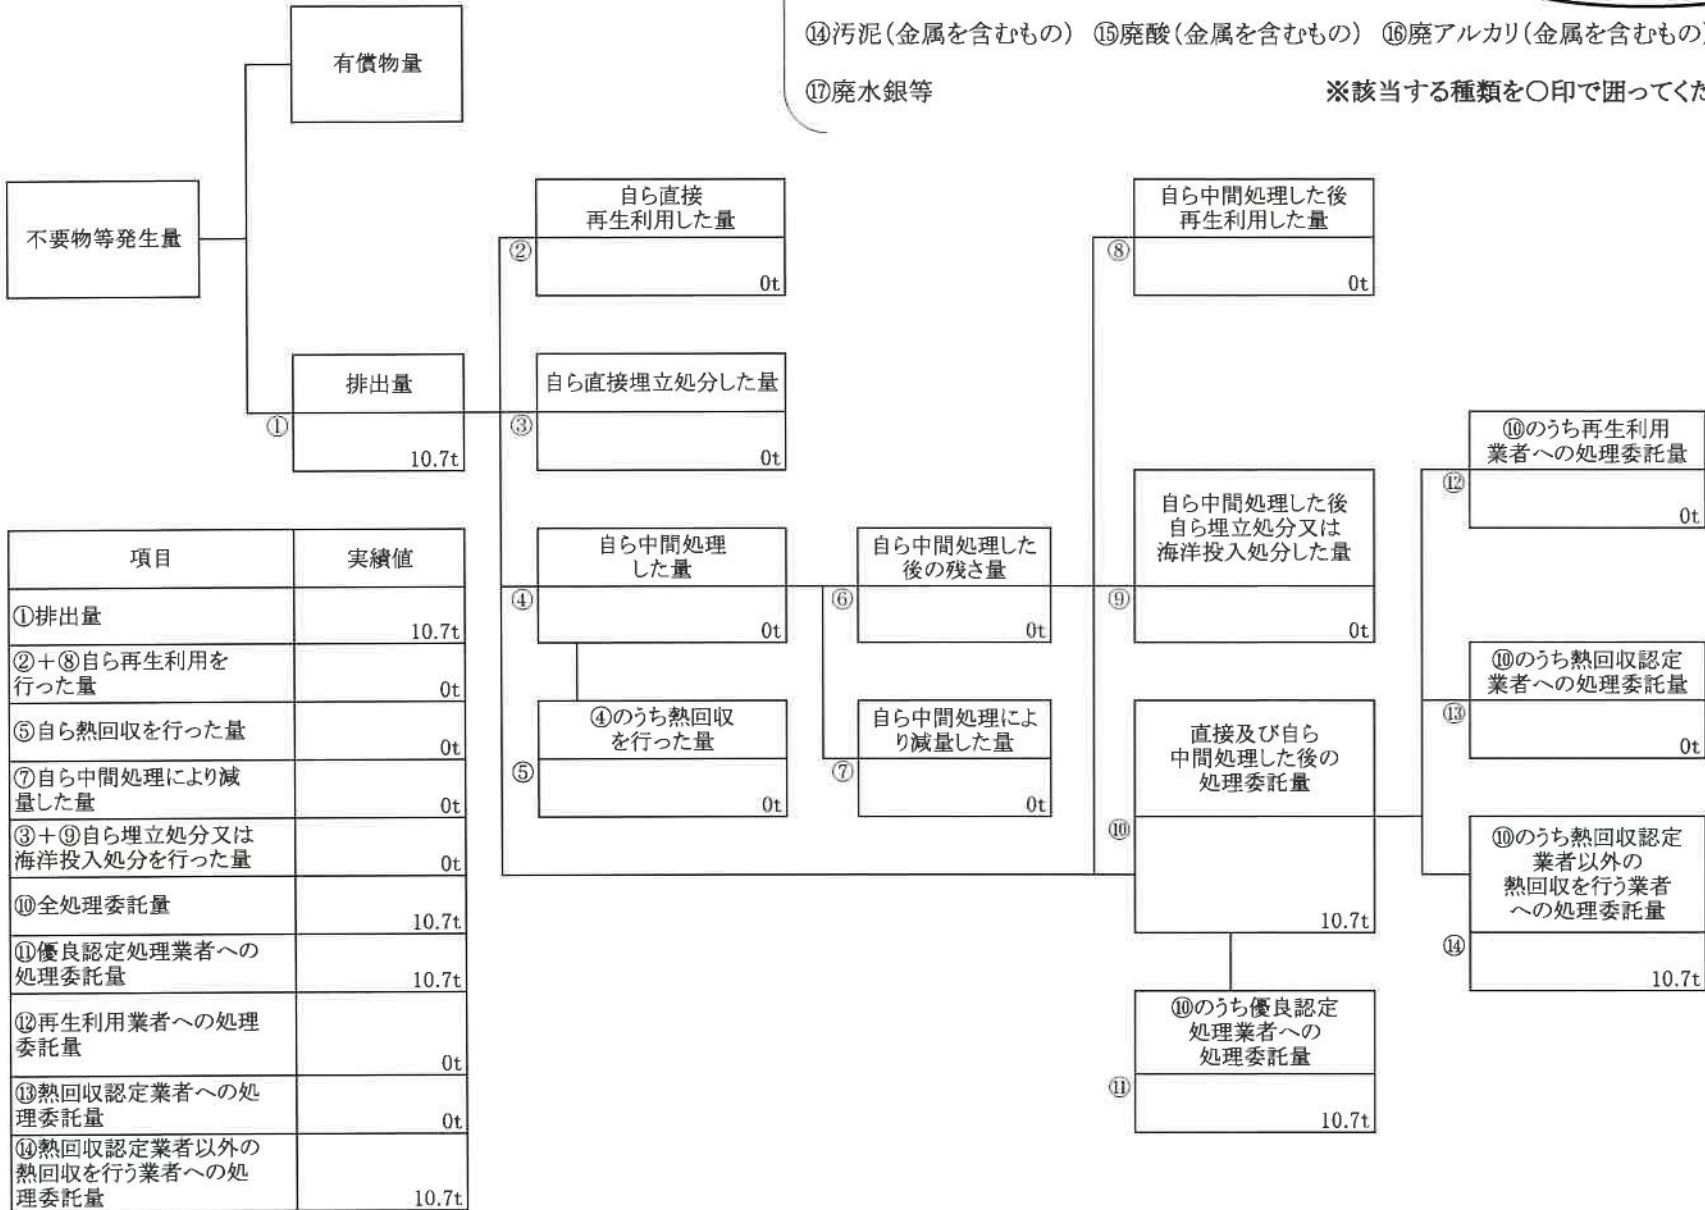 ⑭汚泥(金属を含むもの) ⑮廃酸(金属を含むもの) ⑯廃アルカリ(金属を含むもの)
⑰廃水銀等
※該当する種類を○印で囲ってくだ
有償物量
不要物等発生量
排出量
①
10.7t
自ら直接
再生利用した量
②
0t
自ら直接埋立処分した量
③
0t
自ら中間処理
した量
④
0t
④のうち熱回収
を行った量
⑤
0t
自ら中間処理した
後の残さ量
⑥
0t
自ら中間処理によ
り減量した量
⑦
0t
自ら中間処理した後
再生利用した量
⑧
0t
自ら中間処理した後
自ら埋立処分又は
海洋投入処分した量
⑨
0t
直接及び自ら
中間処理した後の
処理委託量
⑩
10.7t
⑩のうち優良認定
処理業者への
処理委託量
⑪
10.7t
⑩のうち再生利用
業者への処理委託量
⑫
0t
⑩のうち熱回収認定
業者への処理委託量
⑬
0t
⑩のうち熱回収認定
業者以外の
熱回収を行う業者
への処理委託量
⑭
10.7t
項目 実績値
①排出量
10.7t
②+⑧自ら再生利用を
行った量
0t
⑤自ら熱回収を行った量
0t
⑦自ら中間処理により減
量した量
0t
③+⑨自ら埋立処分又は
海洋投入処分を行った量
0t
⑩全処理委託量
10.7t
⑪優良認定処理業者への
処理委託量
10.7t
⑫再生利用業者への処理
委託量
0t
⑬熱回収認定業者への処
理委託量
0t
⑭熱回収認定業者以外の
熱回収を行う業者への処
理委託量
10.7t